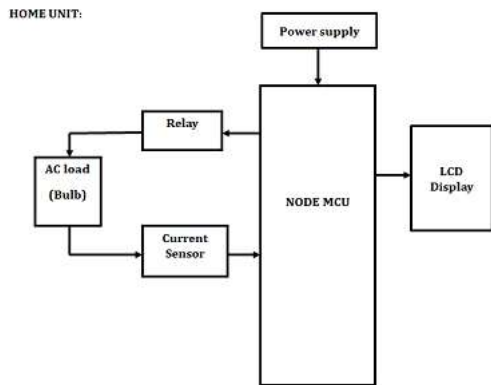 HOME UNIT:
Power supply
Relay
AC load
(Bulb)
NODE MCU
LCD
Display
Current
Sensor